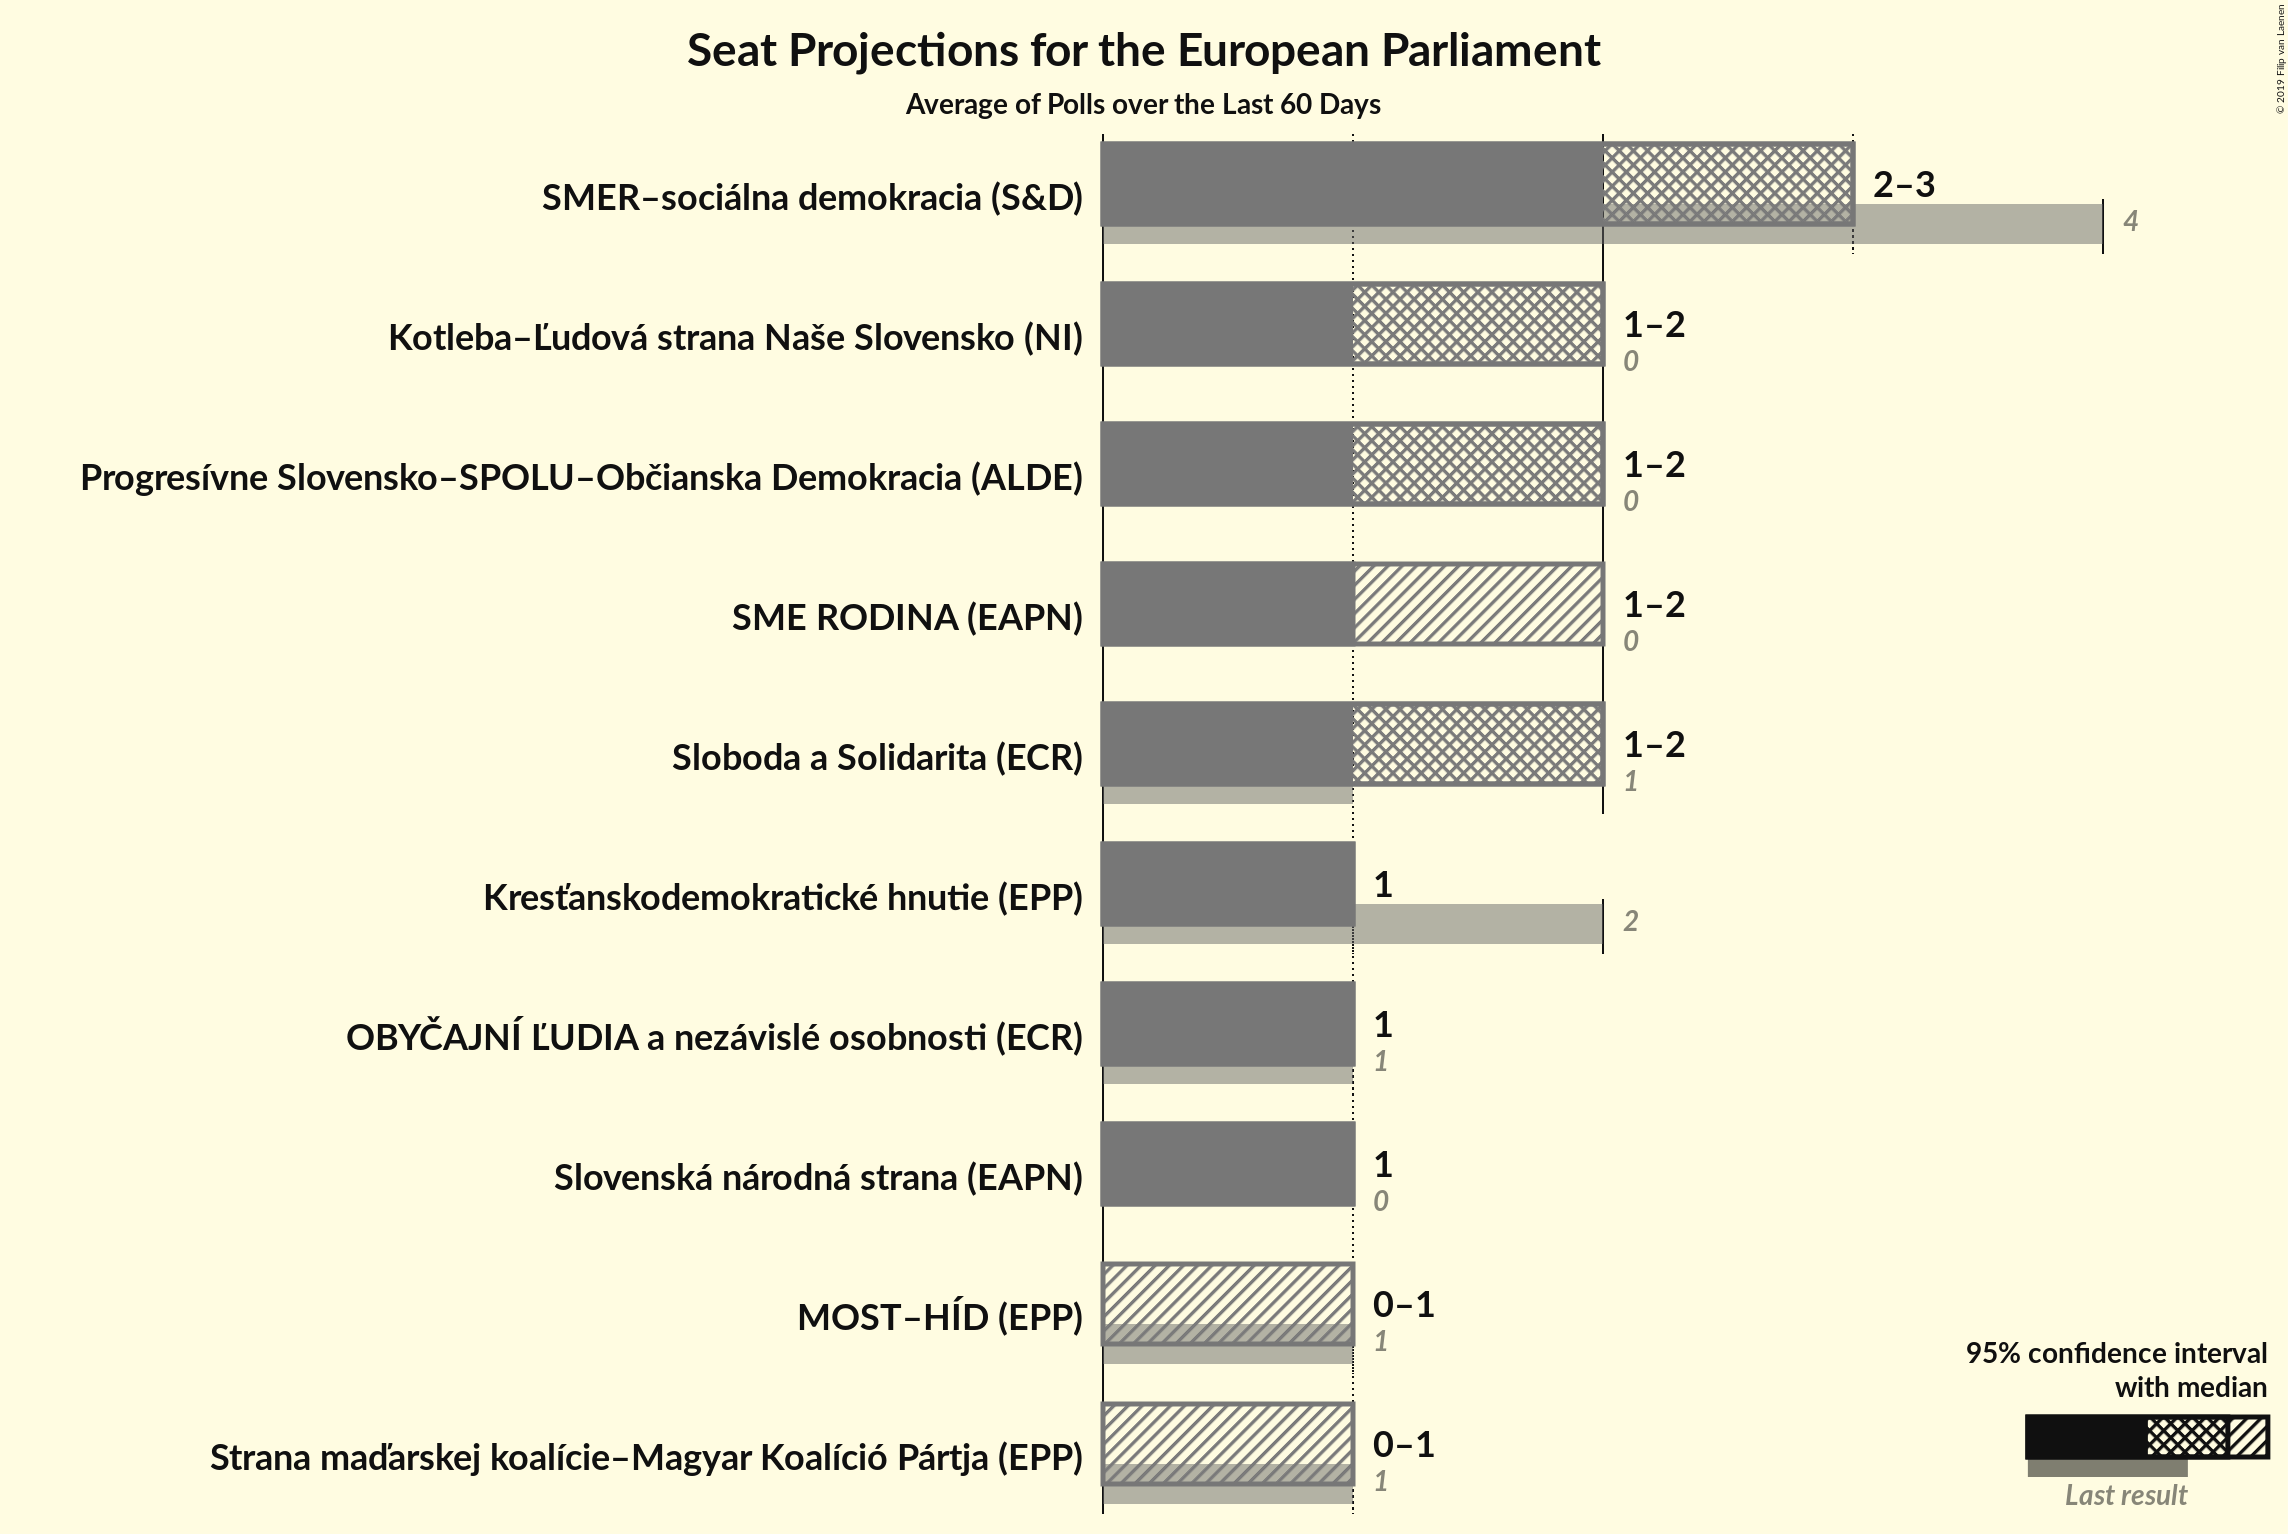 Seat Projections for the European Parliament
Average of Polls over the Last 60 Days
© 2019 Filip van Laenen
SMER–sociálna demokracia (S&D)
2–3
4
Kotleba–Ľudová strana Naše Slovensko (NI)
1–2
0
Progresívne Slovensko–SPOLU–Občianska Demokracia (ALDE)
1–2
0
SME RODINA (EAPN)
1–2
0
Sloboda a Solidarita (ECR)
1–2
1
Kresťanskodemokratické hnutie (EPP)
1
2
OBYČAJNÍ ĽUDIA a nezávislé osobnosti (ECR)
1
1
Slovenská národná strana (EAPN)
1
0
MOST–HÍD (EPP)
0–1
1
Strana maďarskej koalície–Magyar Koalíció Pártja (EPP)
0–1
1
95% confidence interval
with median
Last result